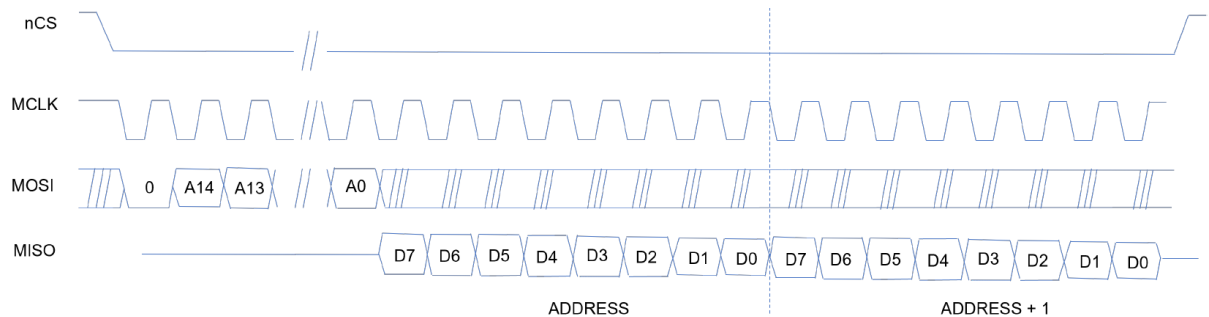 nCS
MCLK
MOSI 0 A14 A13 A0
MISO D7 D6 D5 D4 D3 D2 D1 D0 D7 D6 D5 D4 D3 D2 D1 D0
ADDRESS ADDRESS + 1